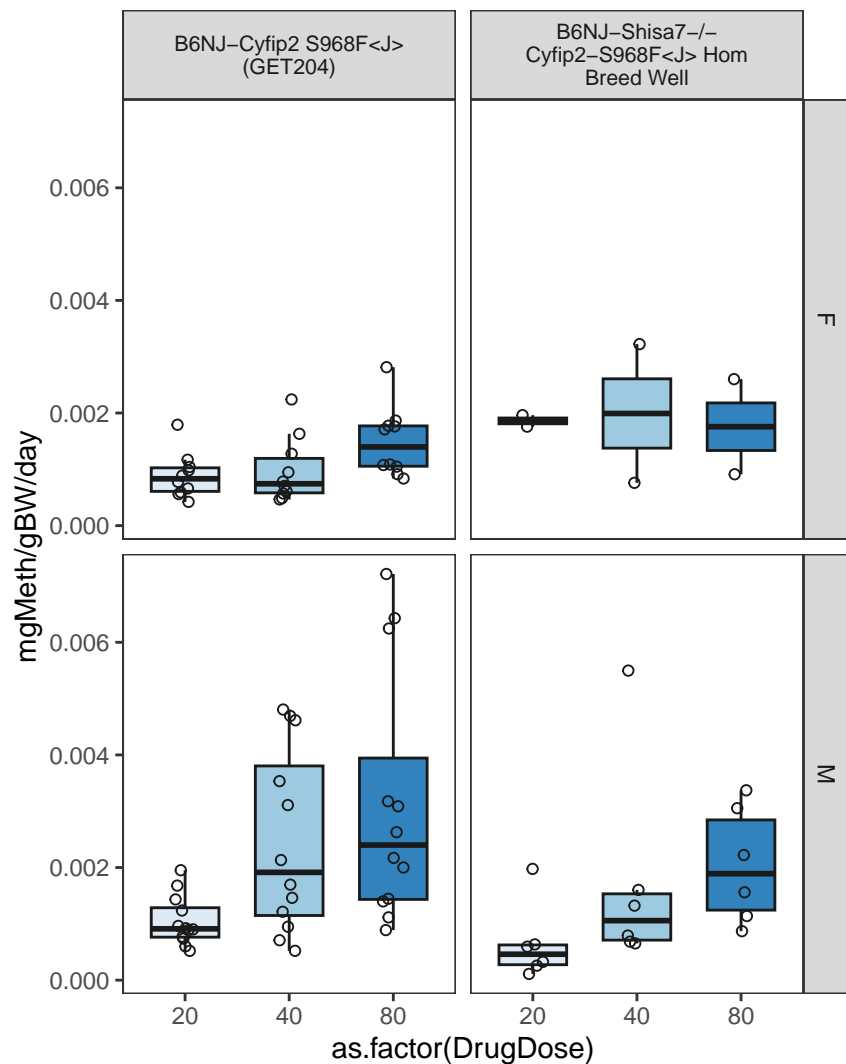 B6NJ−Cyfip2 S968F<J>
(GET204)
B6NJ−Shisa7−/−
Cyfip2−S968F<J> Hom
Breed Well
F
0.006
0.004
0.002
0.000
M
0.006
0.004
0.002
0.000
mgMeth/gBW/day
20
40
80
20
40
80
as.factor(DrugDose)